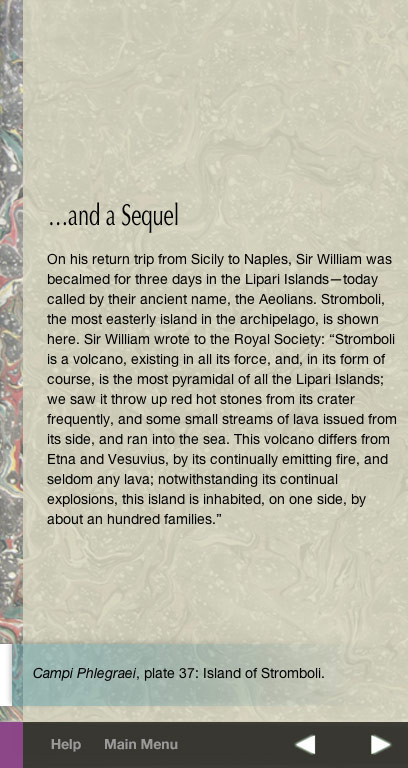 ...and a Sequel
On his return trip from Sicily to Naples, Sir William was
becalmed for three days in the Lipari Islands—today
called by their ancient name, the Aeolians. Stromboli,
the most easterly island in the archipelago, is shown
here. Sir William wrote to the Royal Society: “Stromboli
is a volcano, existing in all its force, and, in its form of
course, is the most pyramidal of all the Lipari Islands;
we saw it throw up red hot stones from its crater
frequently, and some small streams of lava issued from
its side, and ran into the sea. This volcano differs from
Etna and Vesuvius, by its continually emitting fire, and
seldom any lava; notwithstanding its continual
explosions, this island is inhabited, on one side, by
about an hundred families.”
Campi Phlegraei, plate 37: Island of Stromboli.
Help Main Menu